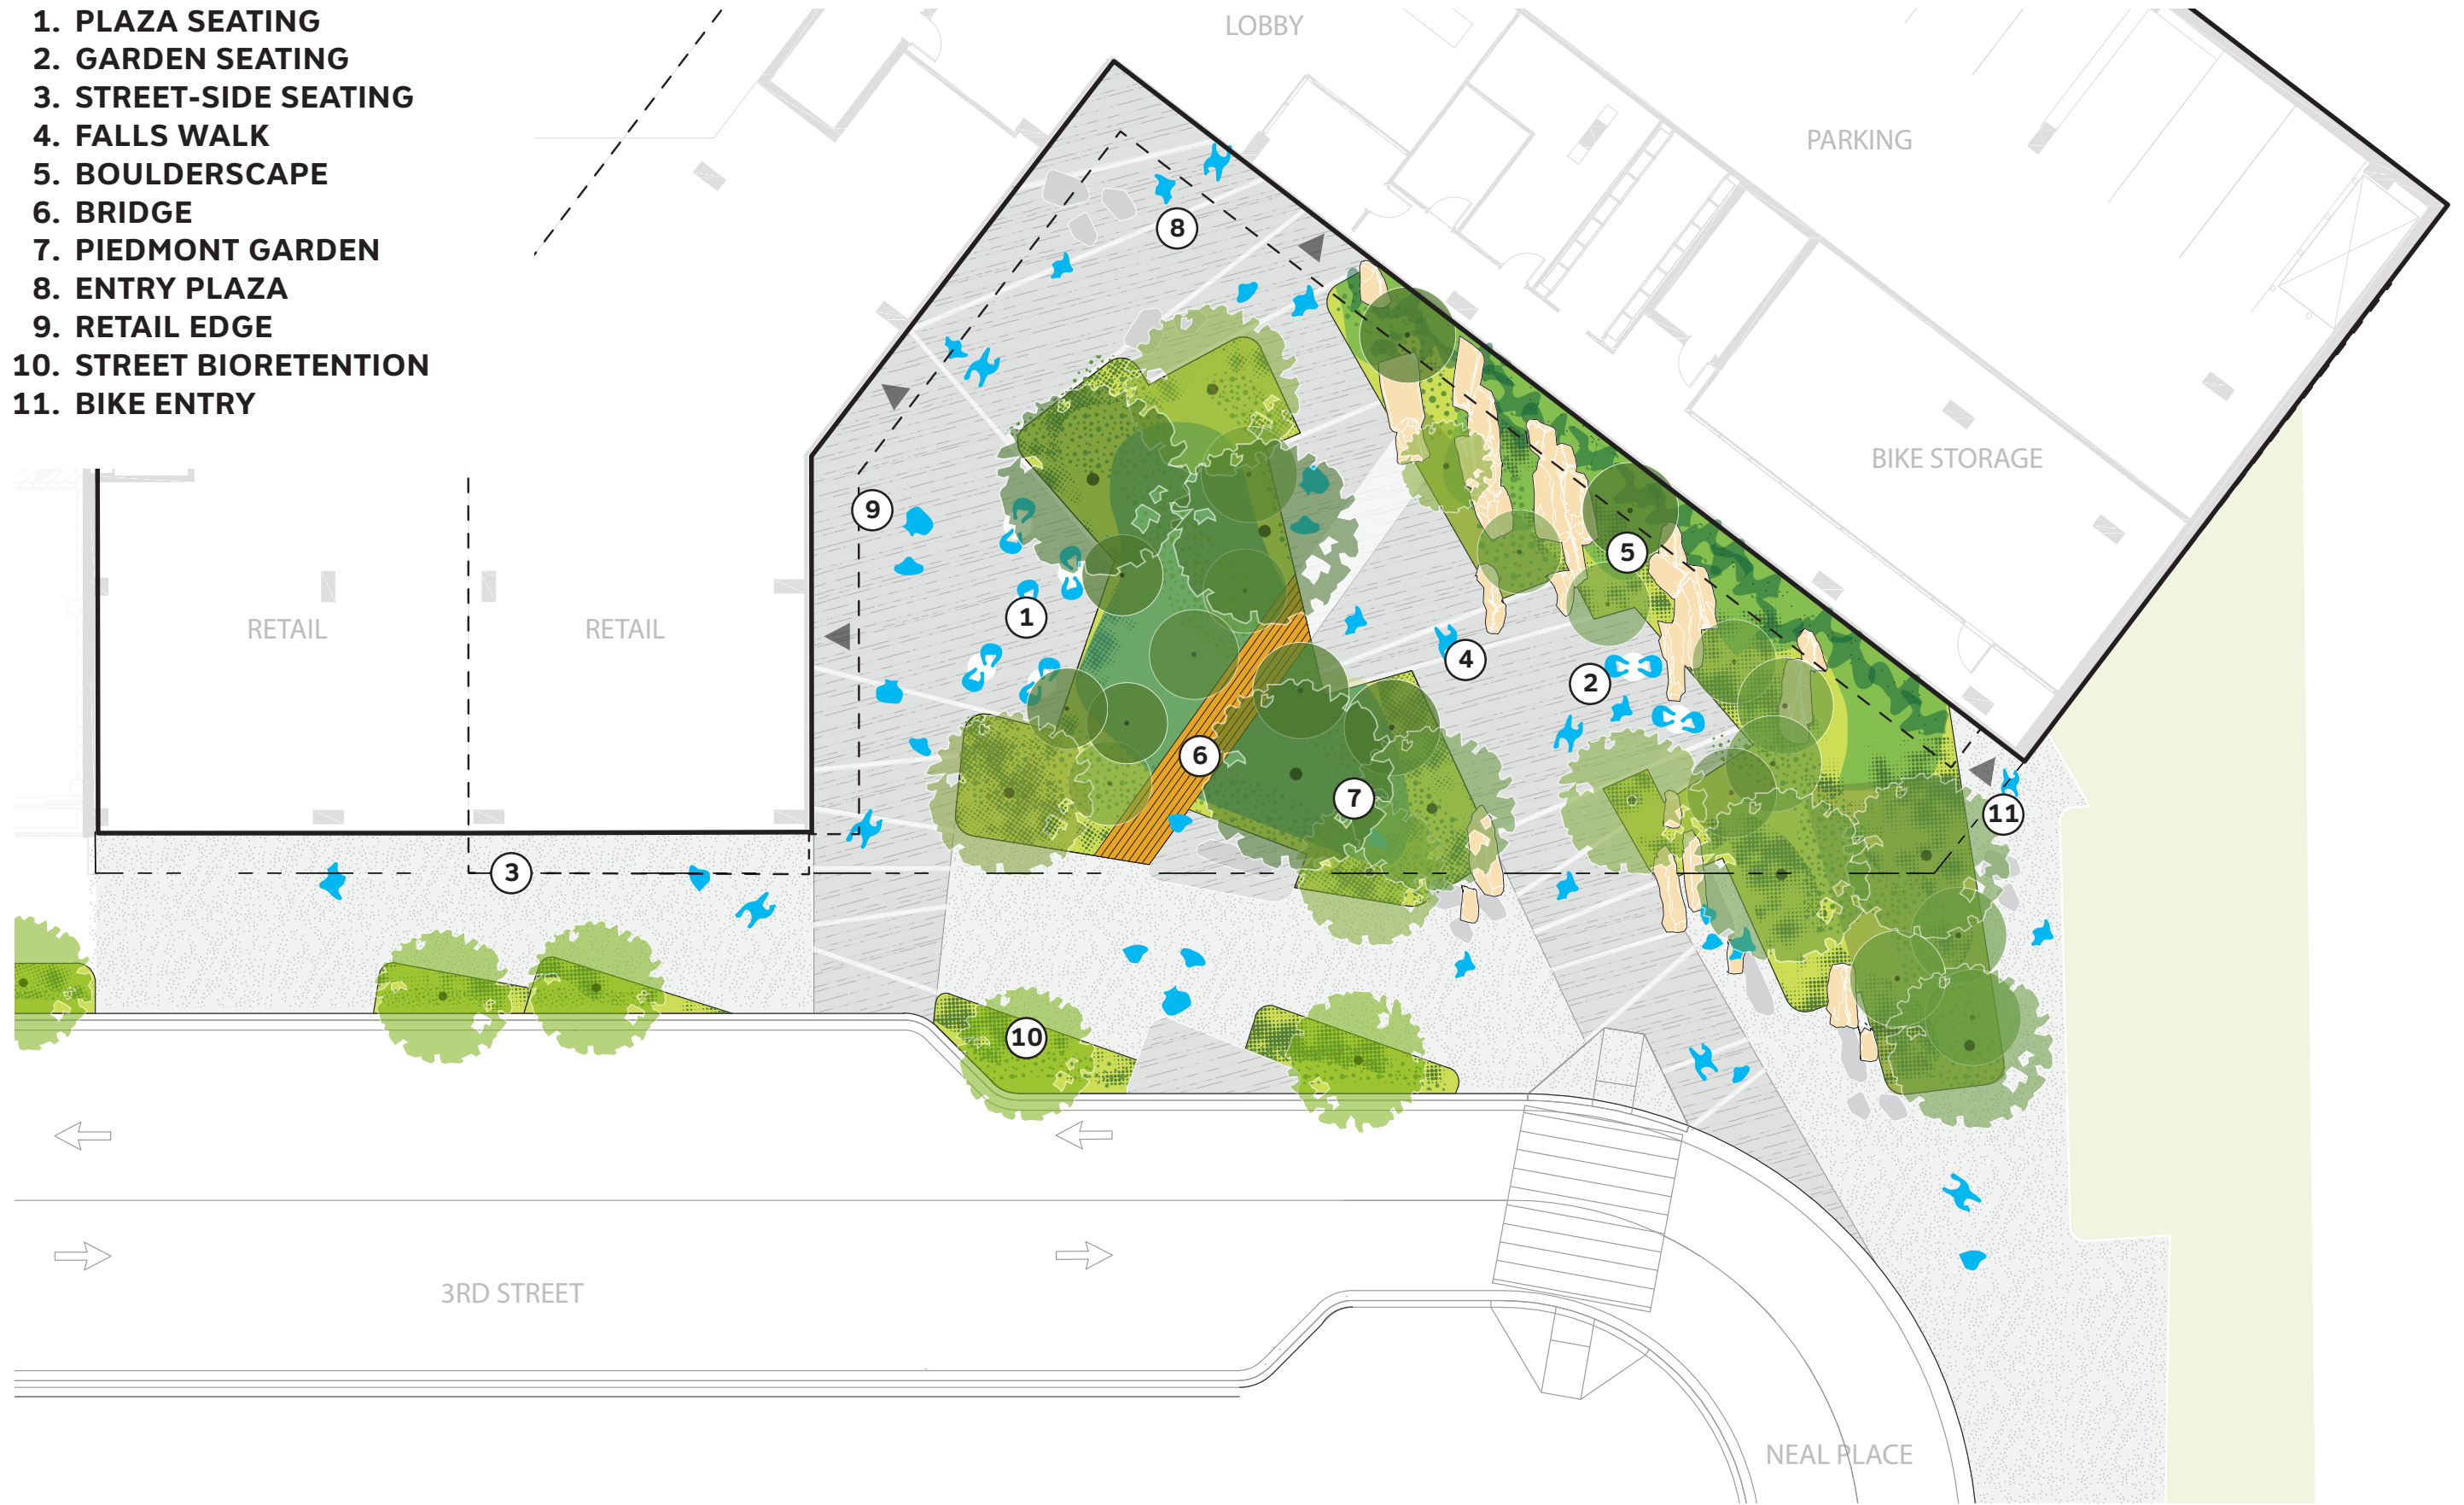 1. PLAZA SEATING
2. GARDEN SEATING
3. STREET-SIDE SEATING
4. FALLS WALK
5. BOULDERSCAPE
6. BRIDGE
7. PIEDMONT GARDEN
8. ENTRY PLAZA
9. RETAIL EDGE
10. STREET BIORETENTION
11. BIKE ENTRY
LOBBY
PARKING
8
BIKE STORAGE
9
5
1
RETAIL
RETAIL
4
2
6
7
11
3
10
3RD STREET
NEAL PLACE